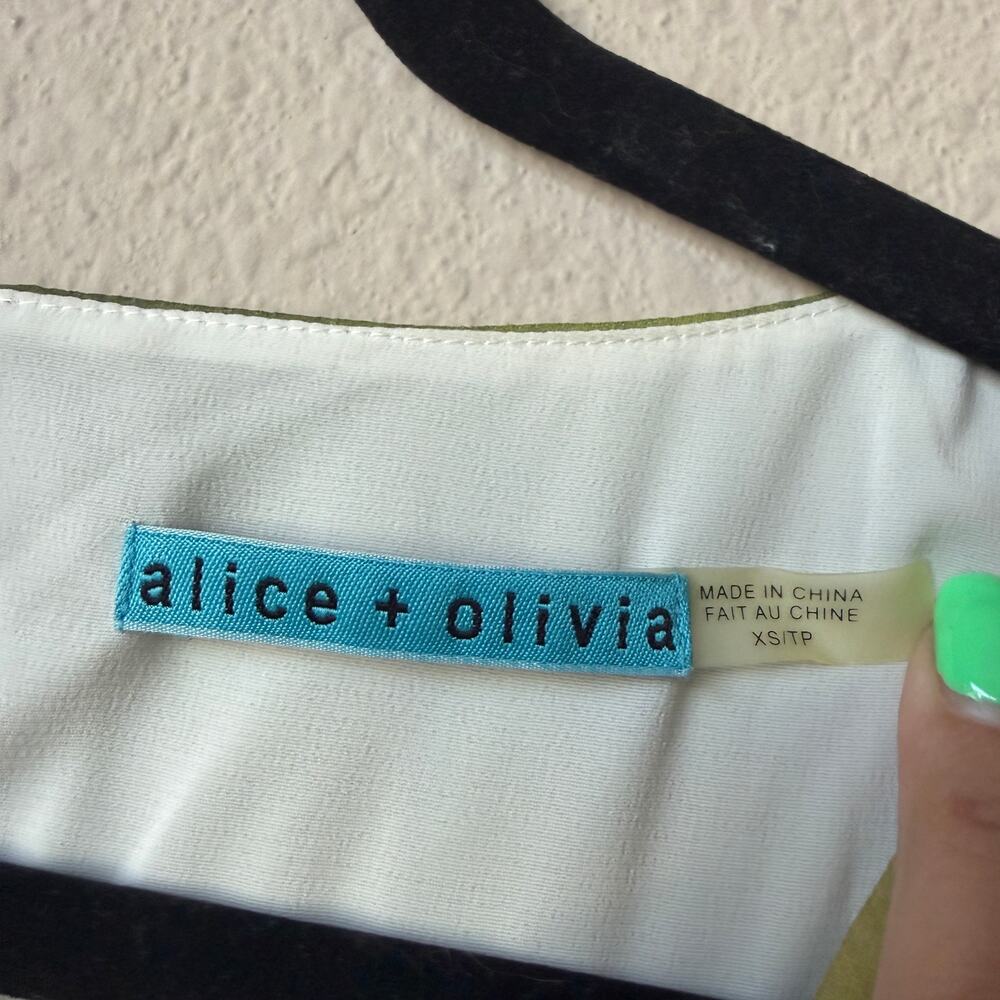 alice + olivia
MADE IN CHINA
FAIT AU CHINE
XS/TP